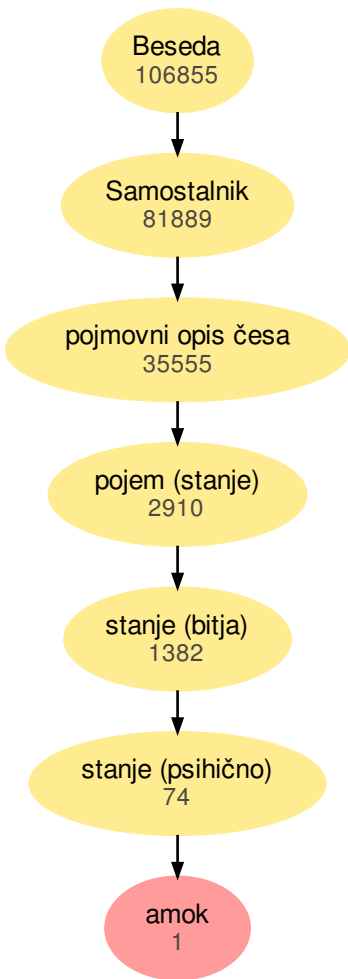 Beseda
106855
Samostalnik
81889
pojmovni opis česa
35555
pojem (stanje)
2910
stanje (bitja)
1382
stanje (psihično)
74
amok
1